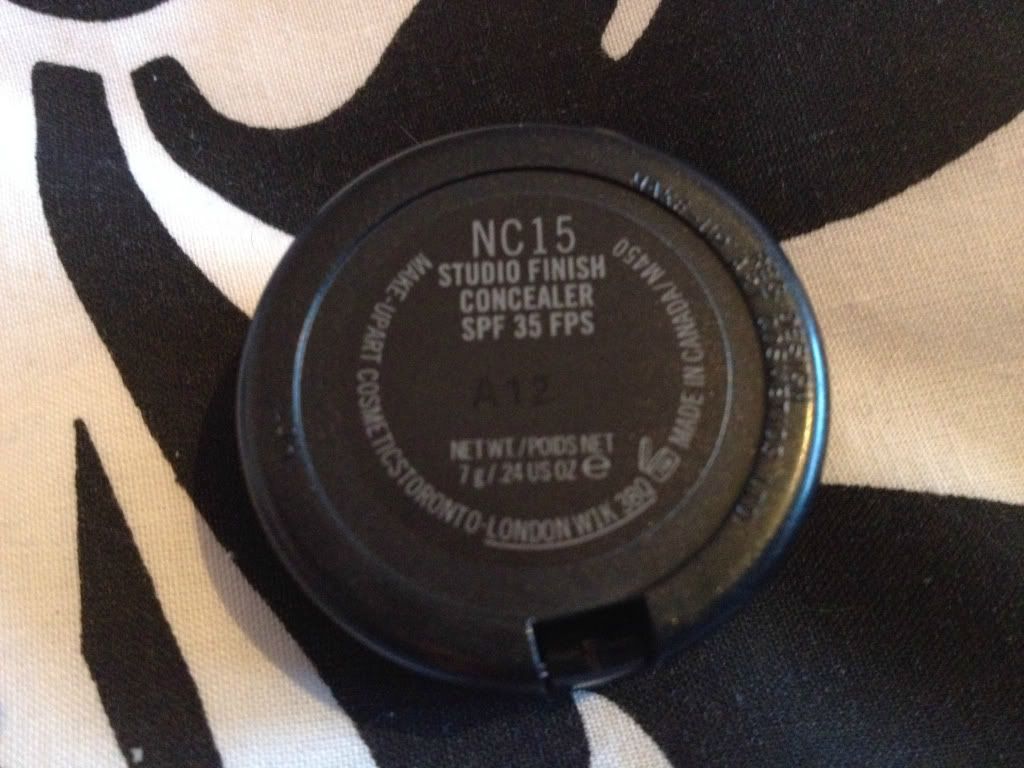 NC15
STUDIO FINISH
CONCEALER
SPF 35 FPS
A12
NET WT./POIDS NET
7 g/.24 US OZ ℮
MAKE-UP ART COSMETICS TORONTO-LONDON W1K 3BQ
MADE IN CANADA/M450